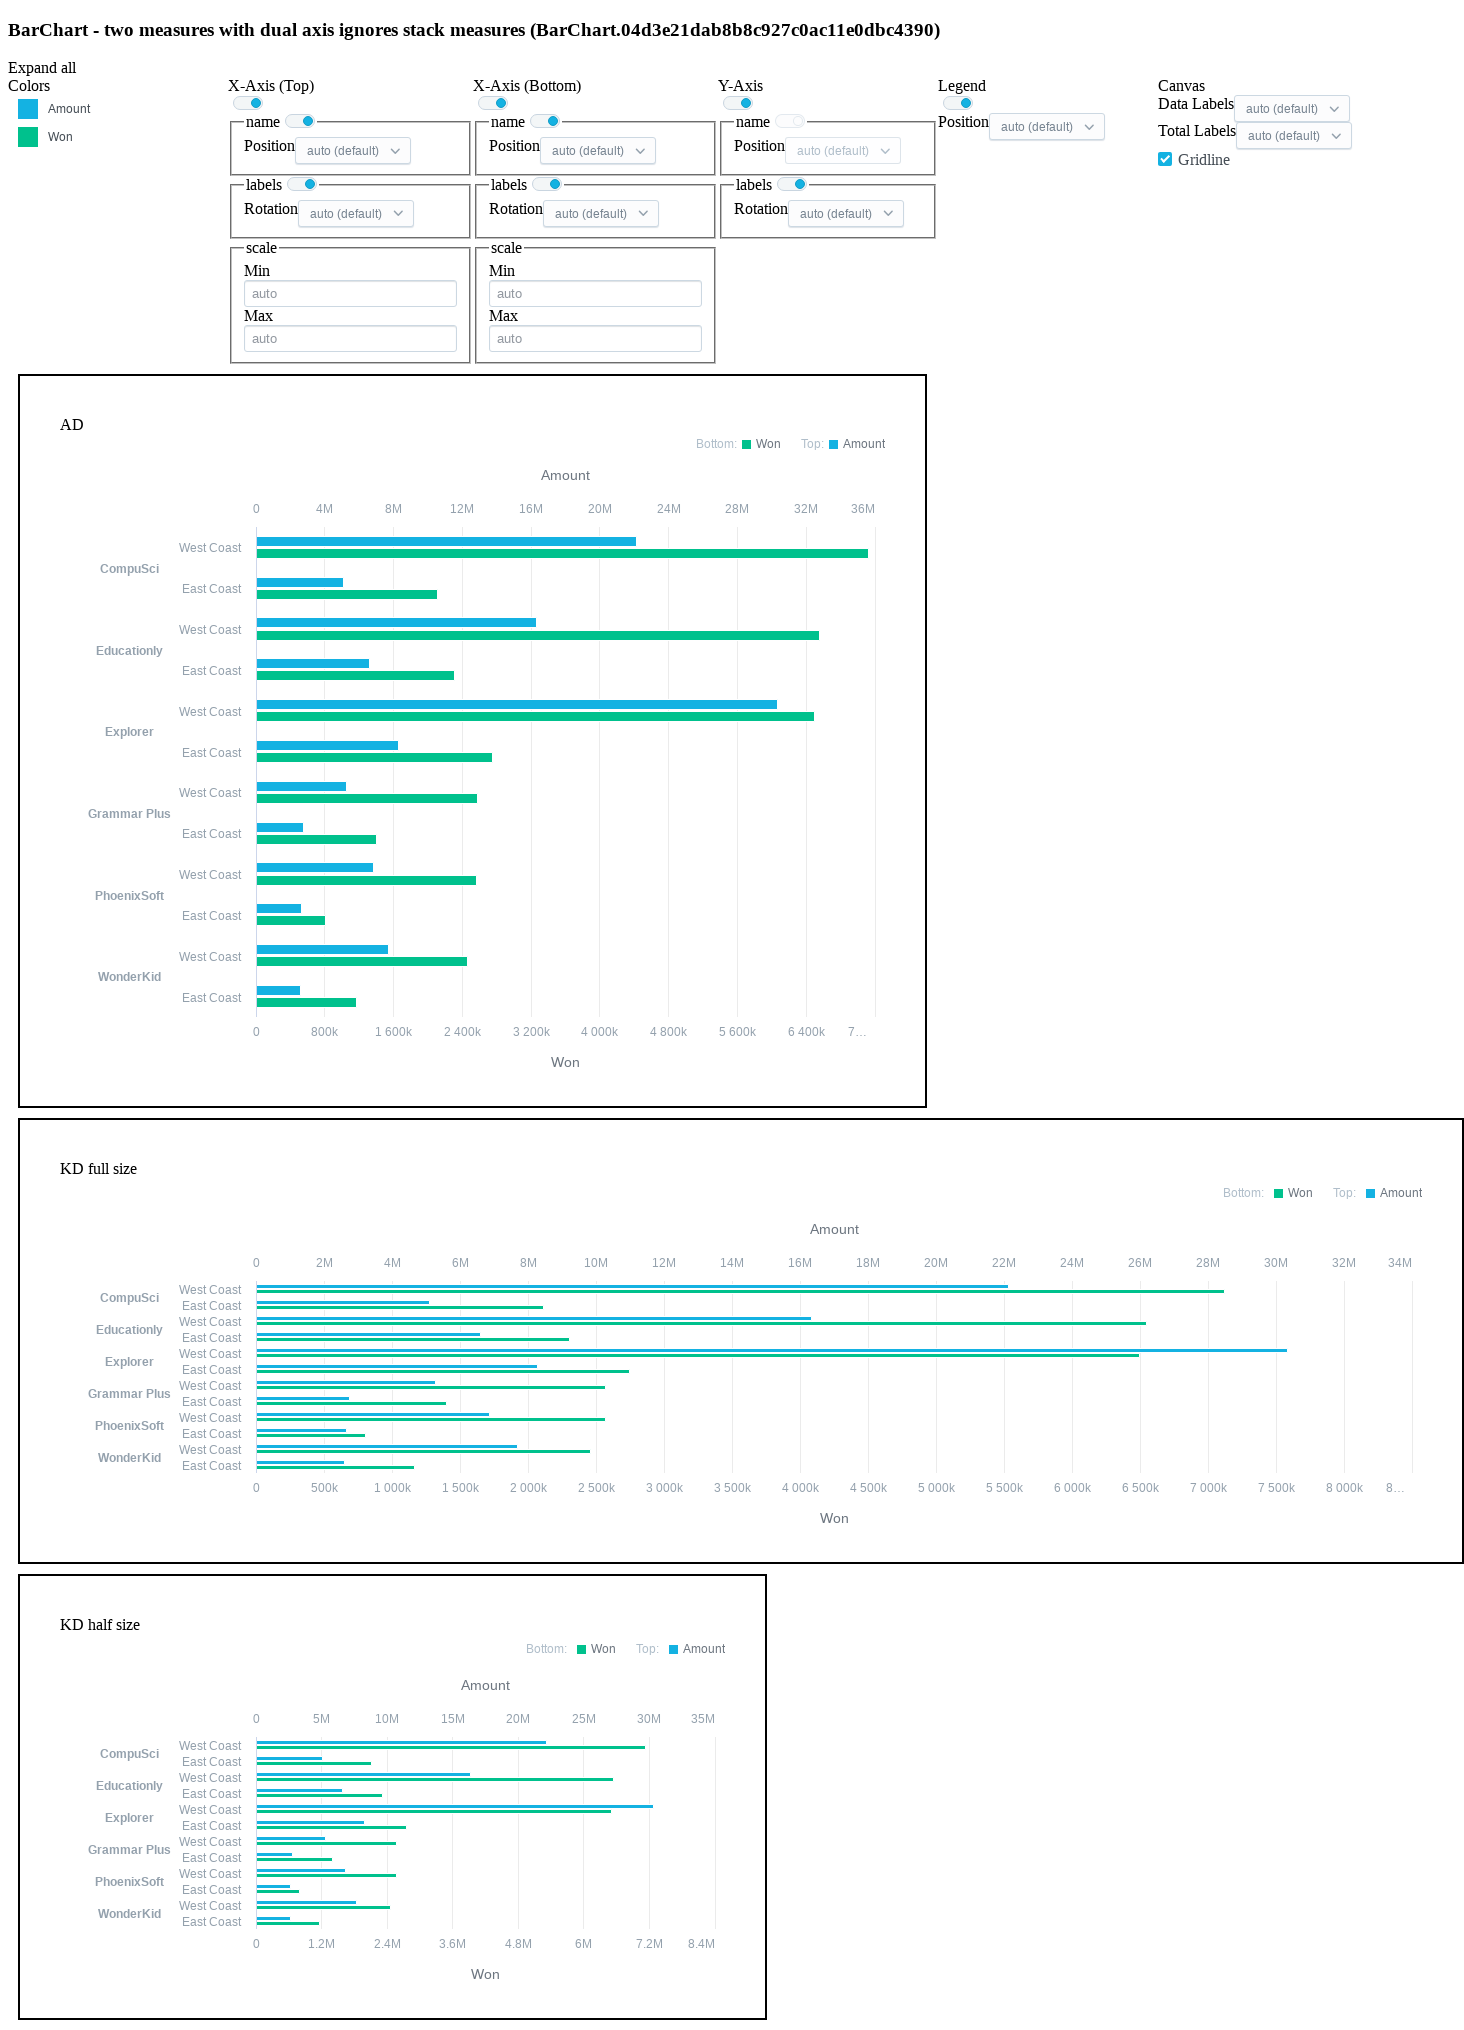 BarChart - two measures with dual axis ignores stack measures (BarChart.04d3e21dab8b8c927c0ac11e0dbc4390)
Expand all
Colors
Amount
Won
X-Axis (Top)
name
Position auto (default)
labels
Rotation auto (default)
scale
Min
auto
Max
auto
X-Axis (Bottom)
name
Position auto (default)
labels
Rotation auto (default)
scale
Min
auto
Max
auto
Y-Axis
name
Position auto (default)
labels
Rotation auto (default)
Legend
Position auto (default)
Canvas
Data Labels auto (default)
Total Labels auto (default)
Gridline
AD
Bottom: Won Top: Amount
Amount
0 4M 8M 12M 16M 20M 24M 28M 32M 36M
West Coast
CompuSci
East Coast
West Coast
Educationly
East Coast
West Coast
Explorer
East Coast
West Coast
Grammar Plus
East Coast
West Coast
PhoenixSoft
East Coast
West Coast
WonderKid
East Coast
0 800k 1 600k 2 400k 3 200k 4 000k 4 800k 5 600k 6 400k 7…
Won
KD full size
Bottom: Won Top: Amount
Amount
0 2M 4M 6M 8M 10M 12M 14M 16M 18M 20M 22M 24M 26M 28M 30M 32M 34M
West Coast
CompuSci
East Coast
West Coast
Educationly
East Coast
West Coast
Explorer
East Coast
West Coast
Grammar Plus
East Coast
West Coast
PhoenixSoft
East Coast
West Coast
WonderKid
East Coast
0 500k 1 000k 1 500k 2 000k 2 500k 3 000k 3 500k 4 000k 4 500k 5 000k 5 500k 6 000k 6 500k 7 000k 7 500k 8 000k 8…
Won
KD half size
Bottom: Won Top: Amount
Amount
0 5M 10M 15M 20M 25M 30M 35M
West Coast
CompuSci
East Coast
West Coast
Educationly
East Coast
West Coast
Explorer
East Coast
West Coast
Grammar Plus
East Coast
West Coast
PhoenixSoft
East Coast
West Coast
WonderKid
East Coast
0 1.2M 2.4M 3.6M 4.8M 6M 7.2M 8.4M
Won